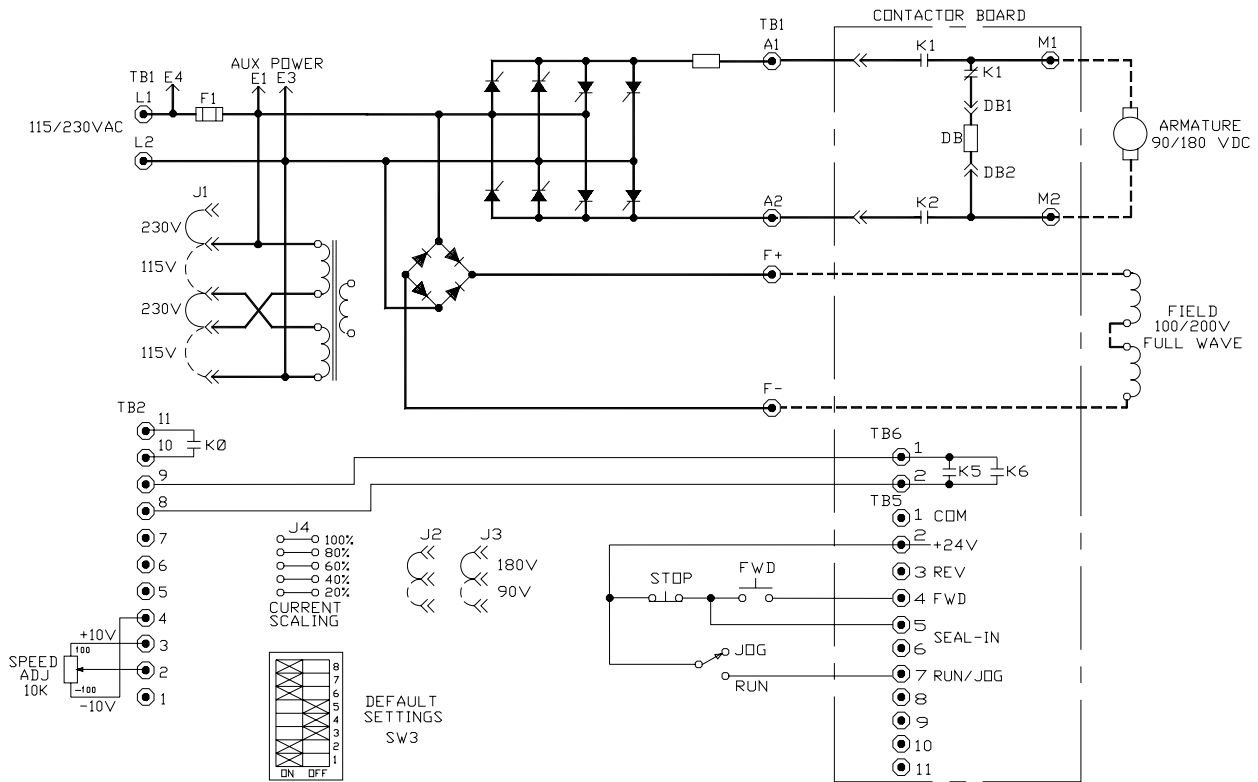 CONTACTOR BOARD
TB1
A1
K1
M1
AUX POWER
TB1 E4
E1 E3
L1
F1
K1
DB1
115/230VAC
DB
ARMATURE
90/180 VDC
L2
DB2
J1
A2
K2
M2
230V
F+
115V
230V
FIELD
100/200V
FULL WAVE
115V
F-
TB2
11
K0
10
TB6
1
K5
K6
9
2
8
TB5
1 COM
7
J4
100%
80%
60%
40%
20%
CURRENT
SCALING
J2
J3
180V
90V
2
+24V
6
STOP
FWD
3 REV
5
4 FWD
4
5
SEAL-IN
6
+10V
100
3
JOG
SPEED
ADJ
10K
2
RUN
7 RUN/JOG
-100
-10V
1
8
8
7
6
5
4
3
2
1
ON OFF
DEFAULT
SETTINGS
SW3
9
10
11